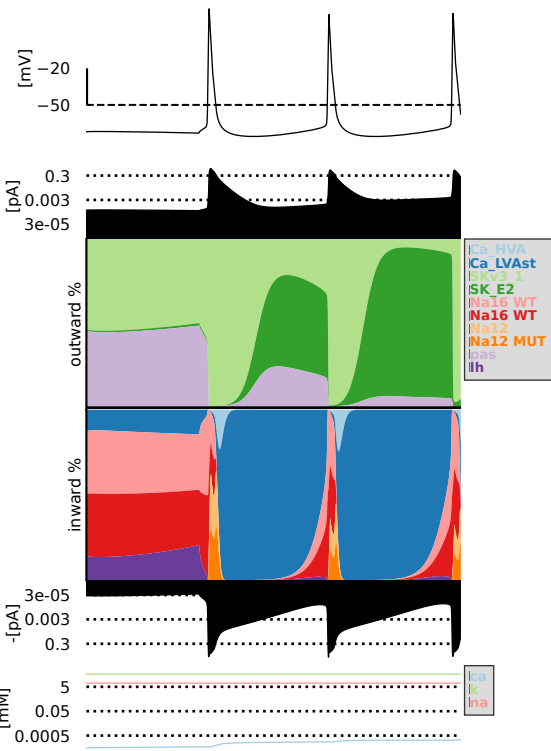 [mV]
−20
−50
[pA]
0.3
0.003
3e-05
outward %
Ca_HVA
Ca_LVAst
SKv3_1
SK_E2
Na16 WT
Na16 WT
Na12
Na12 MUT
pas
Ih
inward %
-[pA]
3e-05
0.003
0.3
[mM]
5
0.05
0.0005
ca
k
na